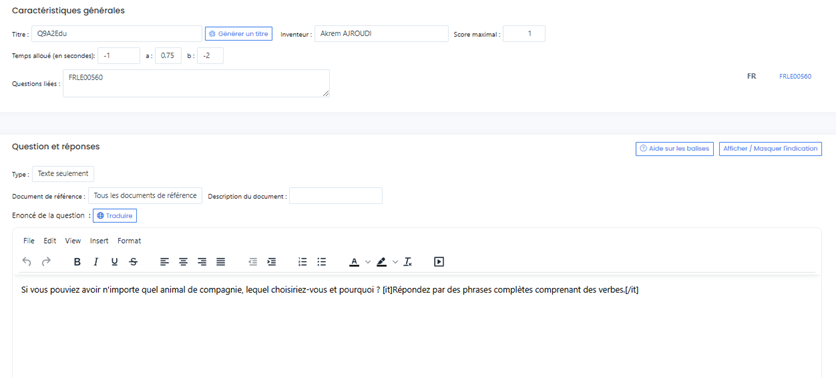 Caractéristiques générales
Titre : Q9A2Edu Générer un titre Inventeur : Akrem AJROUDI Score maximal : 1
Temps alloué (en secondes): -1 a : 0.75 b : -2
Questions liées : FRLE00560 FR FRLE00560
Question et réponses Aide sur les balises Afficher / Masquer l'indication
Type : Texte seulement
Document de référence : Tous les documents de référence Description du document :
Enoncé de la question : Traduire
File Edit View Insert Format
B I U S A
Si vous pouviez avoir n'importe quel animal de compagnie, lequel choisiriez-vous et pourquoi ? [it]Répondez par des phrases complètes comprenant des verbes.[/it]